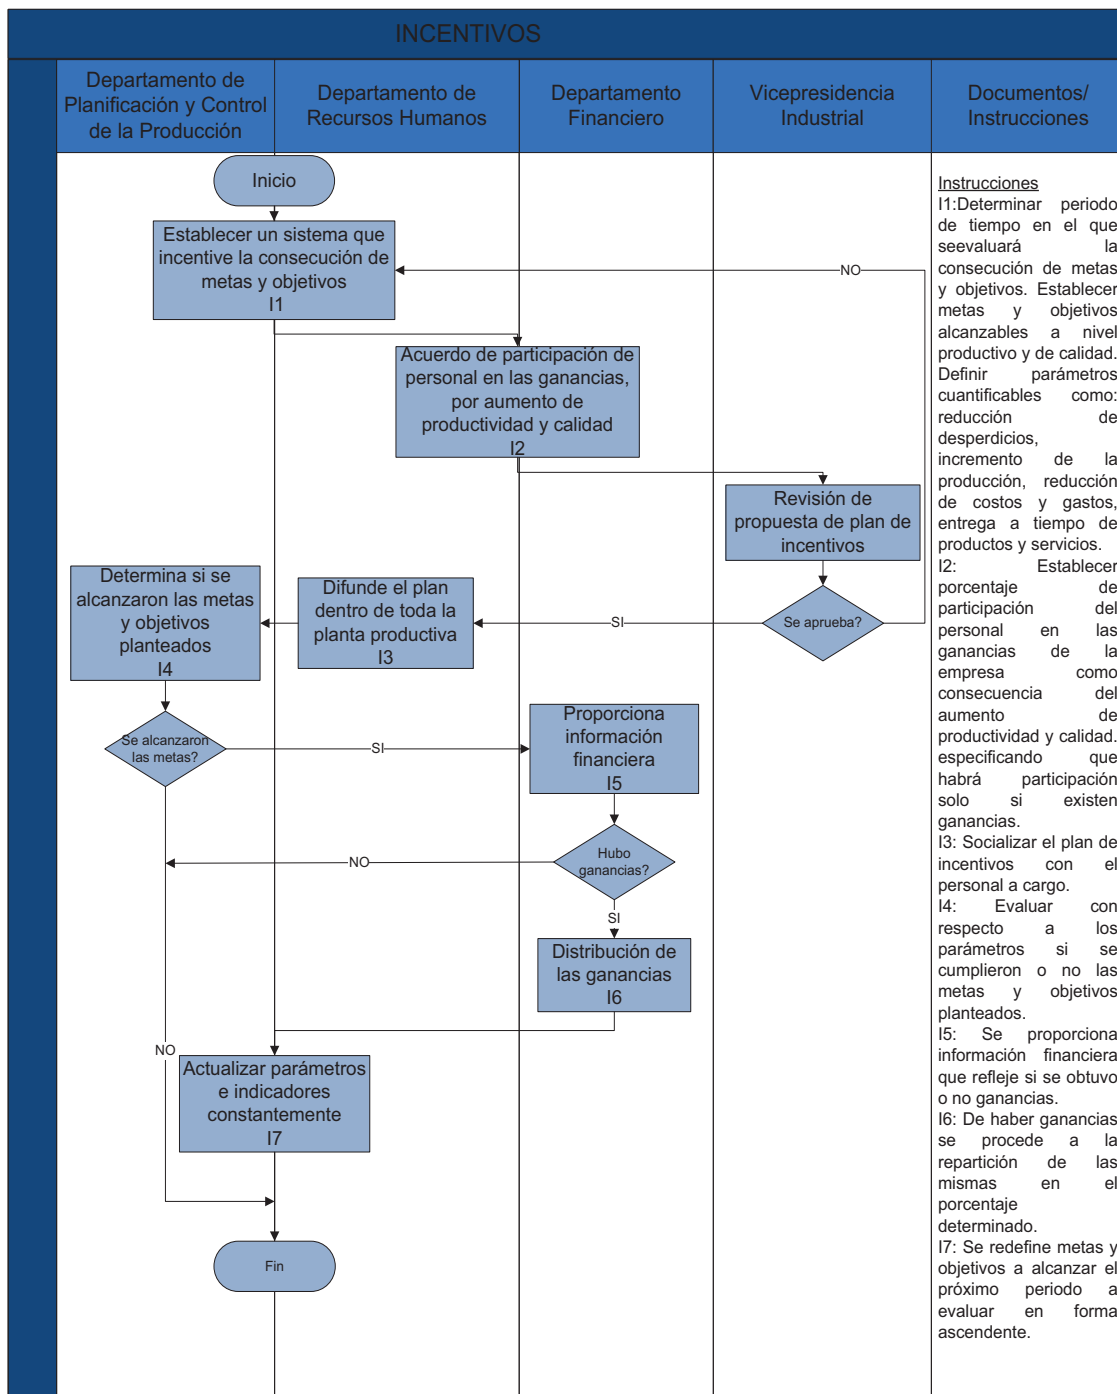 INCENTIVOS
Departamento de
Planificación y Control
de la Producción
Departamento de
Recursos Humanos
Departamento
Financiero
Vicepresidencia
Industrial
Documentos/
Instrucciones
Inicio
Establecer un sistema que
incentive la consecución de
metas y objetivos
I1
NO
Acuerdo de participación de
personal en las ganancias,
por aumento de
productividad y calidad
I2
Revisión de
propuesta de plan de
incentivos
Se aprueba?
SI
Difunde el plan
dentro de toda la
planta productiva
I3
Determina si se
alcanzaron las metas
y objetivos
planteados
I4
Se alcanzaron
las metas?
SI
Proporciona
información
financiera
I5
Hubo
ganancias?
NO
SI
Distribución de
las ganancias
I6
NO
Actualizar parámetros
e indicadores
constantemente
I7
Fin
Instrucciones
I1:Determinar periodo
de tiempo en el que
seevaluará la
consecución de metas
y objetivos. Establecer
metas y objetivos
alcanzables a nivel
productivo y de calidad.
Definir parámetros
cuantificables como:
reducción de
desperdicios,
incremento de la
producción, reducción
de costos y gastos,
entrega a tiempo de
productos y servicios.
I2: Establecer
porcentaje de
participación del
personal en las
ganancias de la
empresa como
consecuencia del
aumento de
productividad y calidad.
especificando que
habrá participación
solo si existen
ganancias.
I3: Socializar el plan de
incentivos con el
personal a cargo.
I4: Evaluar con
respecto a los
parámetros si se
cumplieron o no las
metas y objetivos
planteados.
I5: Se proporciona
información financiera
que refleje si se obtuvo
o no ganancias.
I6: De haber ganancias
se procede a la
repartición de las
mismas en el
porcentaje
determinado.
I7: Se redefine metas y
objetivos a alcanzar el
próximo periodo a
evaluar en forma
ascendente.